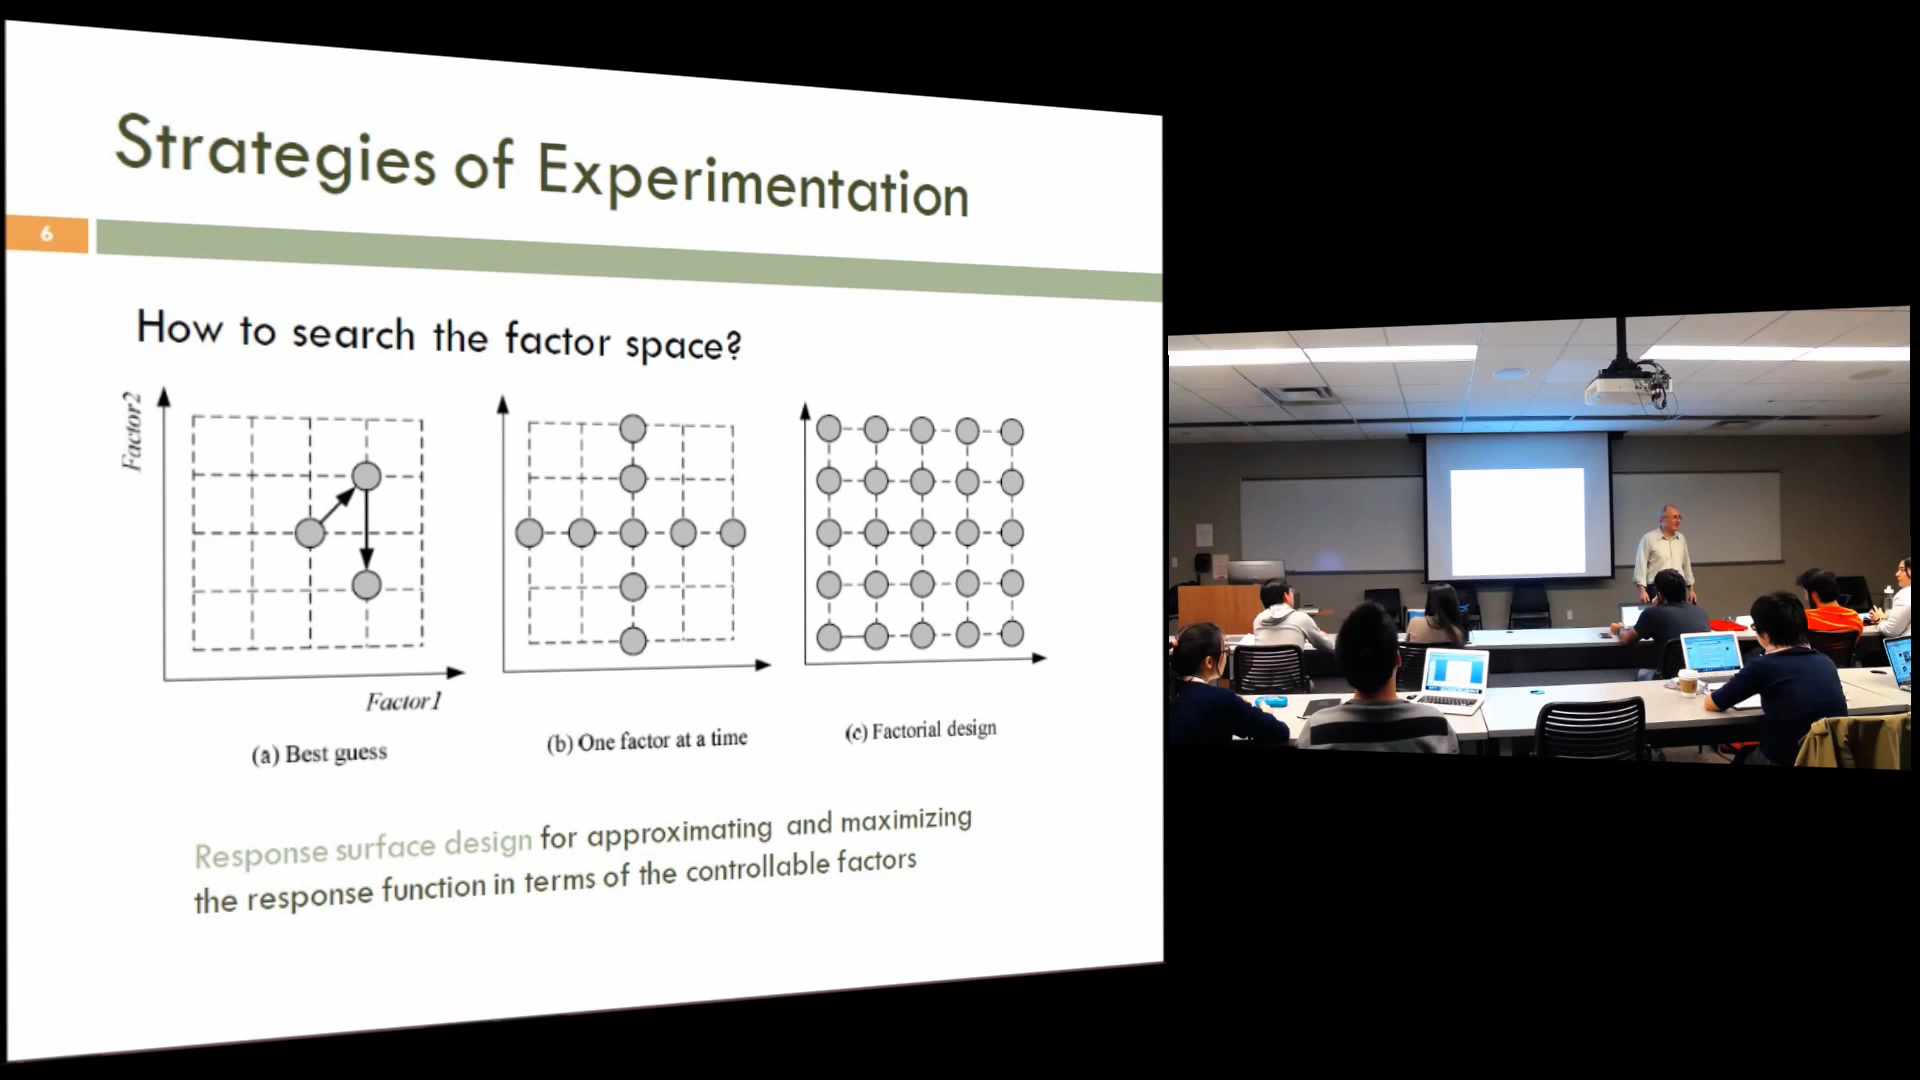 Strategies of Experimentation
6
How to search the factor space?
Factor2
Factor1
(a) Best guess
(b) One factor at a time
(c) Factorial design
Response surface design for approximating and maximizing
the response function in terms of the controllable factors